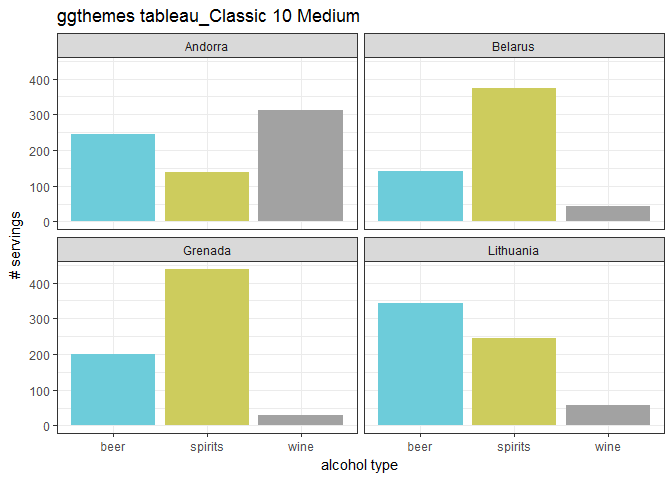 ggthemes tableau_Classic 10 Medium
Andorra
Belarus
400
300
200
100
0
Grenada
Lithuania
400
300
200
100
0
# servings
beer spirits wine
beer spirits wine
alcohol type